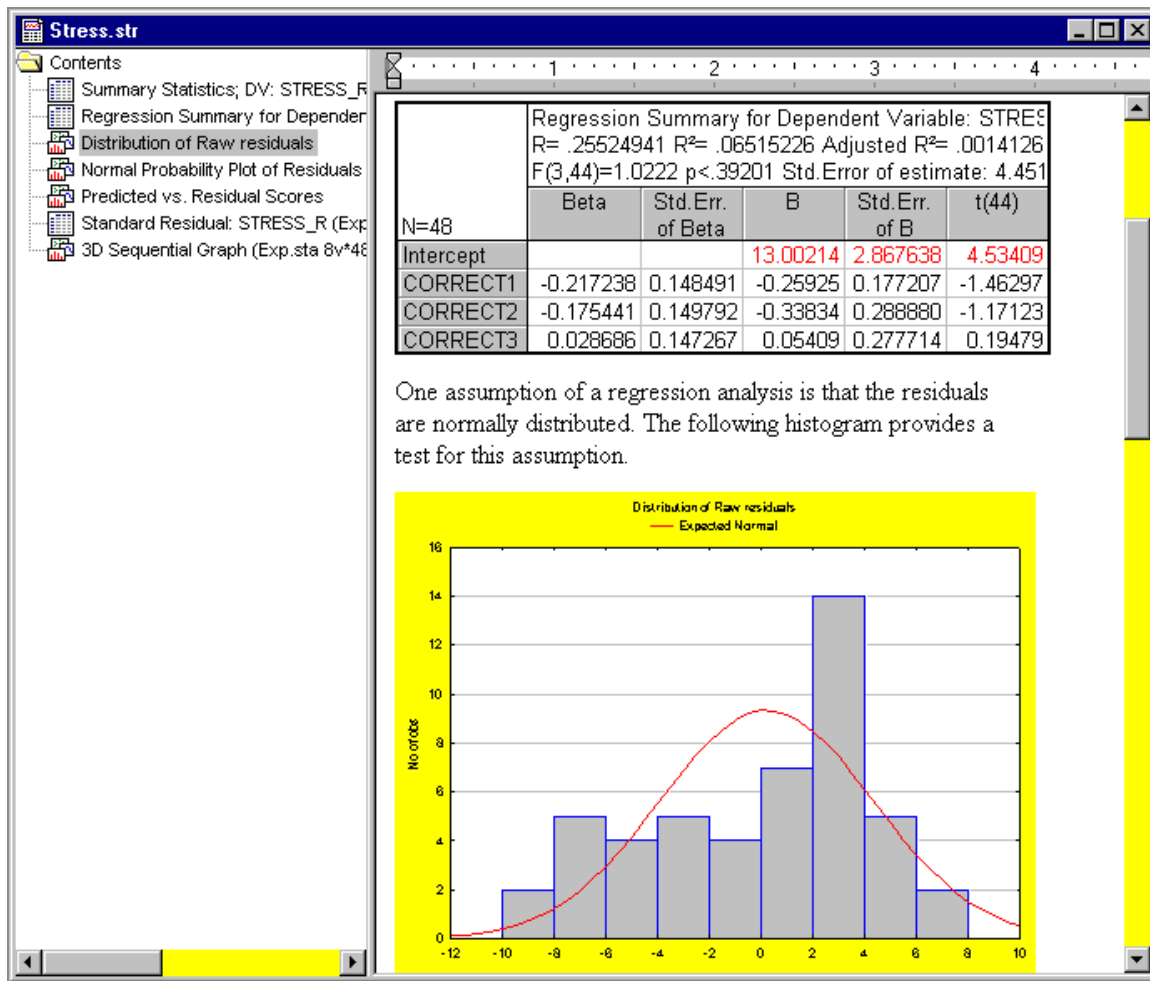 Stress.str
Contents
Summary Statistics; DV: STRESS_R
Regression Summary for Depender
Distribution of Raw residuals
Normal Probability Plot of Residuals
Predicted vs. Residual Scores
Standard Residual: STRESS_R (Exp
3D Sequential Graph (Exp.sta 8v*48
1 2 3 4
Regression Summary for Dependent Variable: STRES
R= .25524941 R²= .06515226 Adjusted R²= .0014126
F(3,44)=1.0222 p<.39201 Std.Error of estimate: 4.451
N=48 Beta Std.Err. of Beta B Std.Err. of B t(44)
Intercept 13.00214 2.867638 4.53409
CORRECT1 -0.217238 0.148491 -0.25925 0.177207 -1.46297
CORRECT2 -0.175441 0.149792 -0.33834 0.288880 -1.17123
CORRECT3 0.028686 0.147267 0.05409 0.277714 0.19479
One assumption of a regression analysis is that the residuals
are normally distributed. The following histogram provides a
test for this assumption.
Distribution of Raw residuals
Expected Normal
No of obs
16
14
12
10
8
6
4
2
0
-12 -10 -8 -6 -4 -2 0 2 4 6 8 10